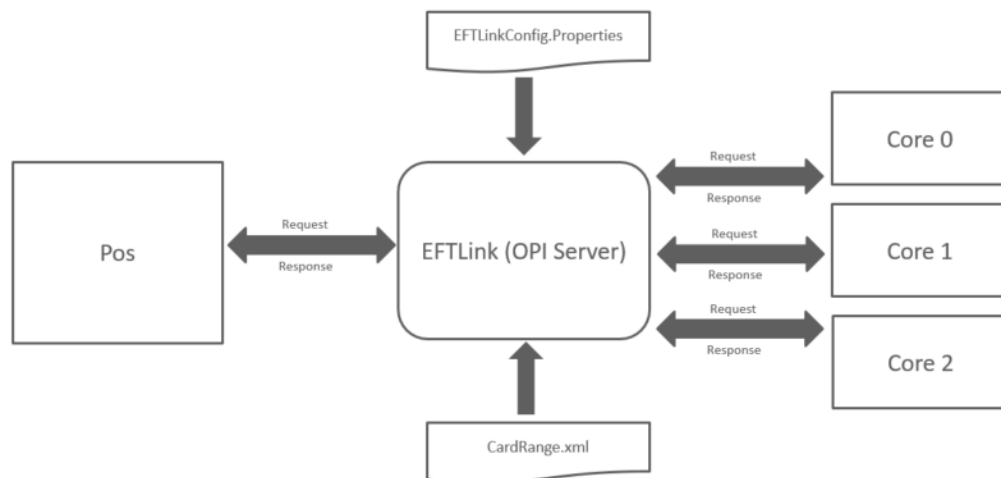 EFTLinkConfig.Properties
Pos
Request
Response
EFTLink (OPI Server)
Request
Response
Core 0
Request
Response
Core 1
Request
Response
Core 2
CardRange.xml